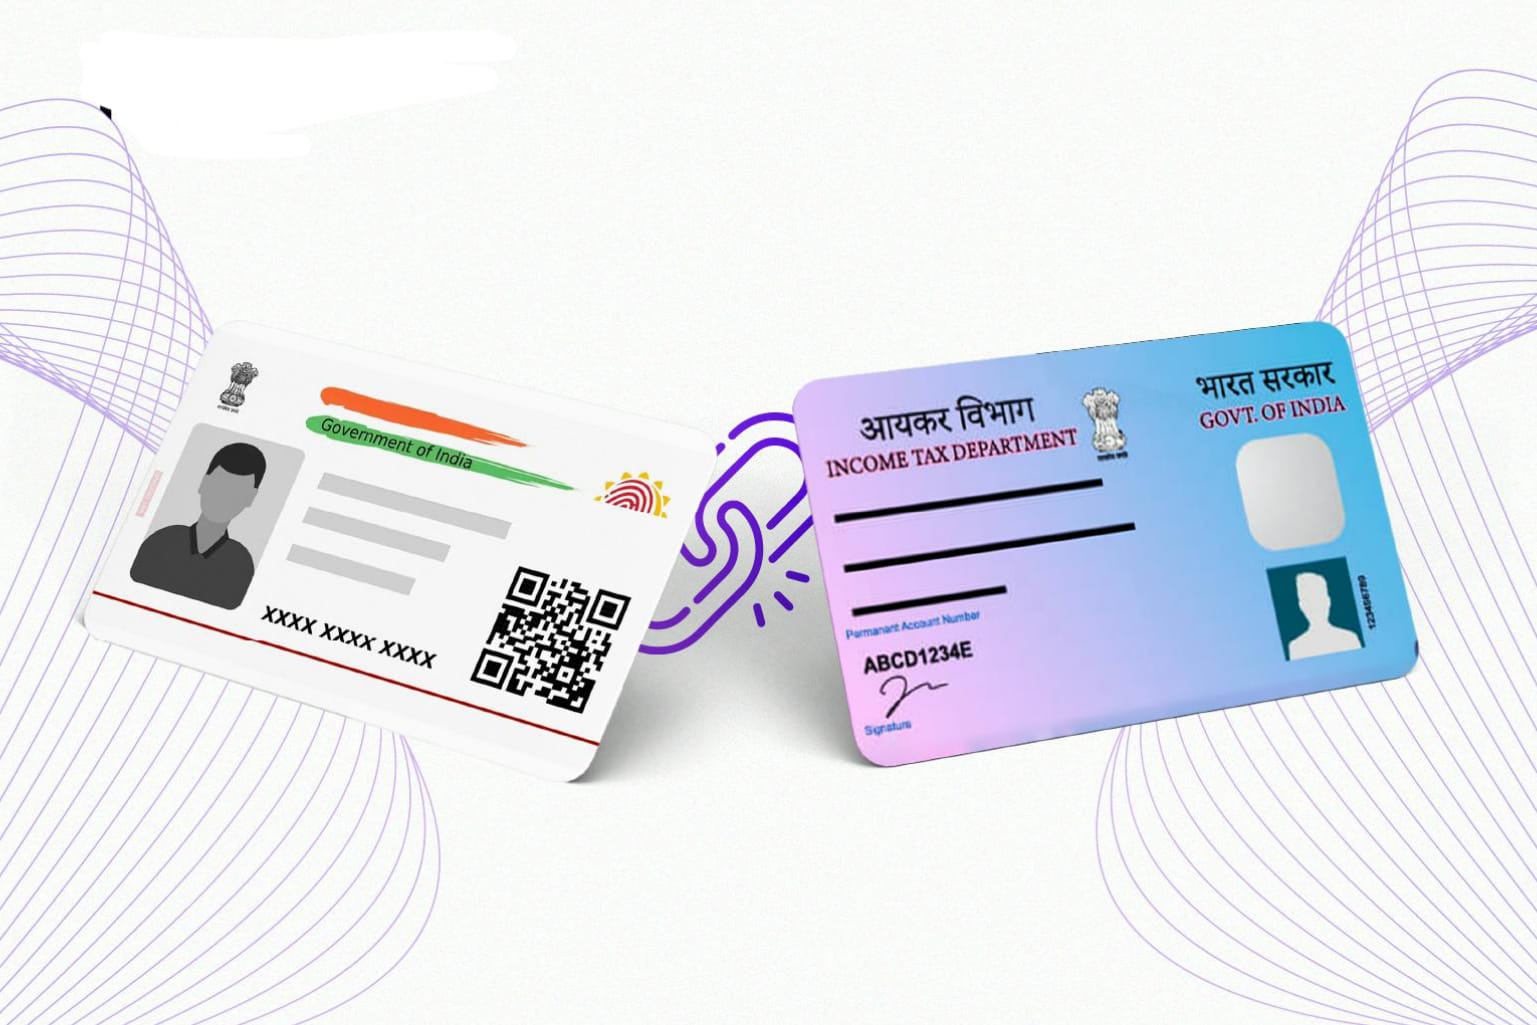 Government of India
XXXX XXXX XXXX
आयकर विभाग
INCOME TAX DEPARTMENT
भारत सरकार
GOVT. OF INDIA
Permanant Account Number
ABCD1234E
Signature
123456789